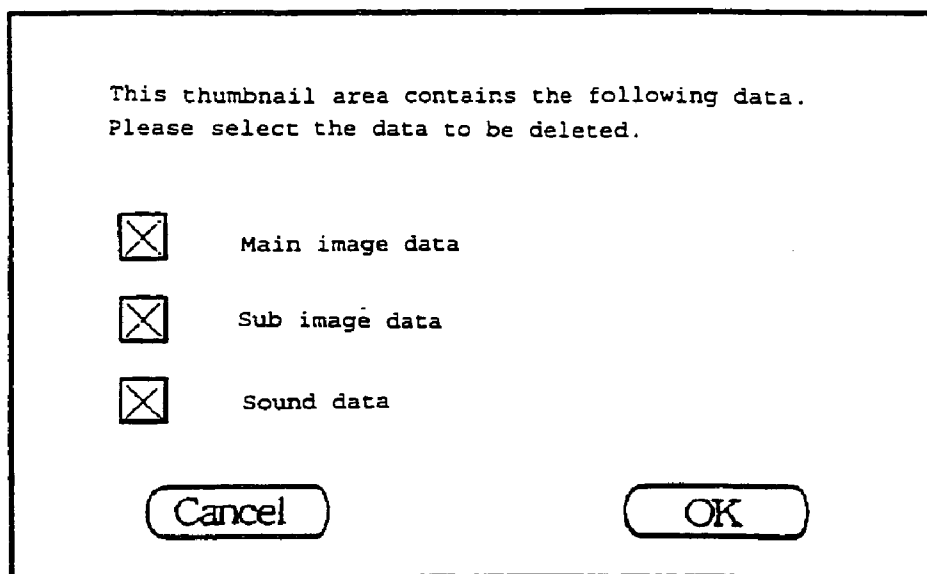 This thumbnail area contains the following data.
Please select the data to be deleted.
Main image data
Sub image data
Sound data
Cancel
OK